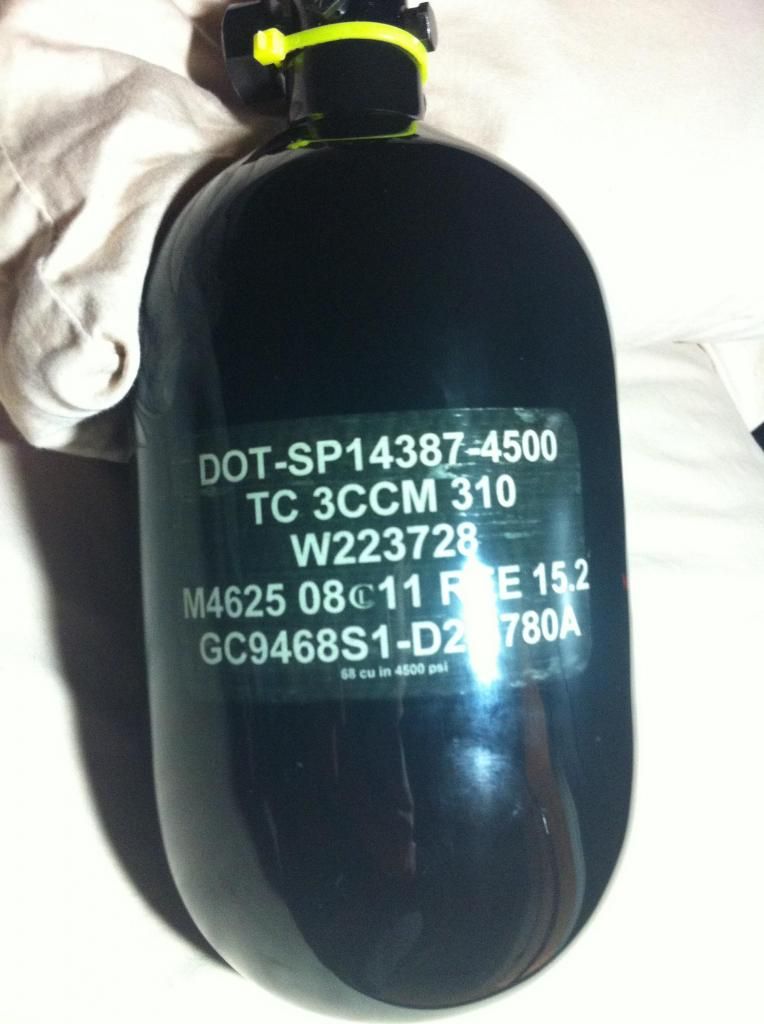 DOT-SP14387-4500
TC 3CCM 310
W223728
M4625 08 11 15.2
68 cu in 4500 psi